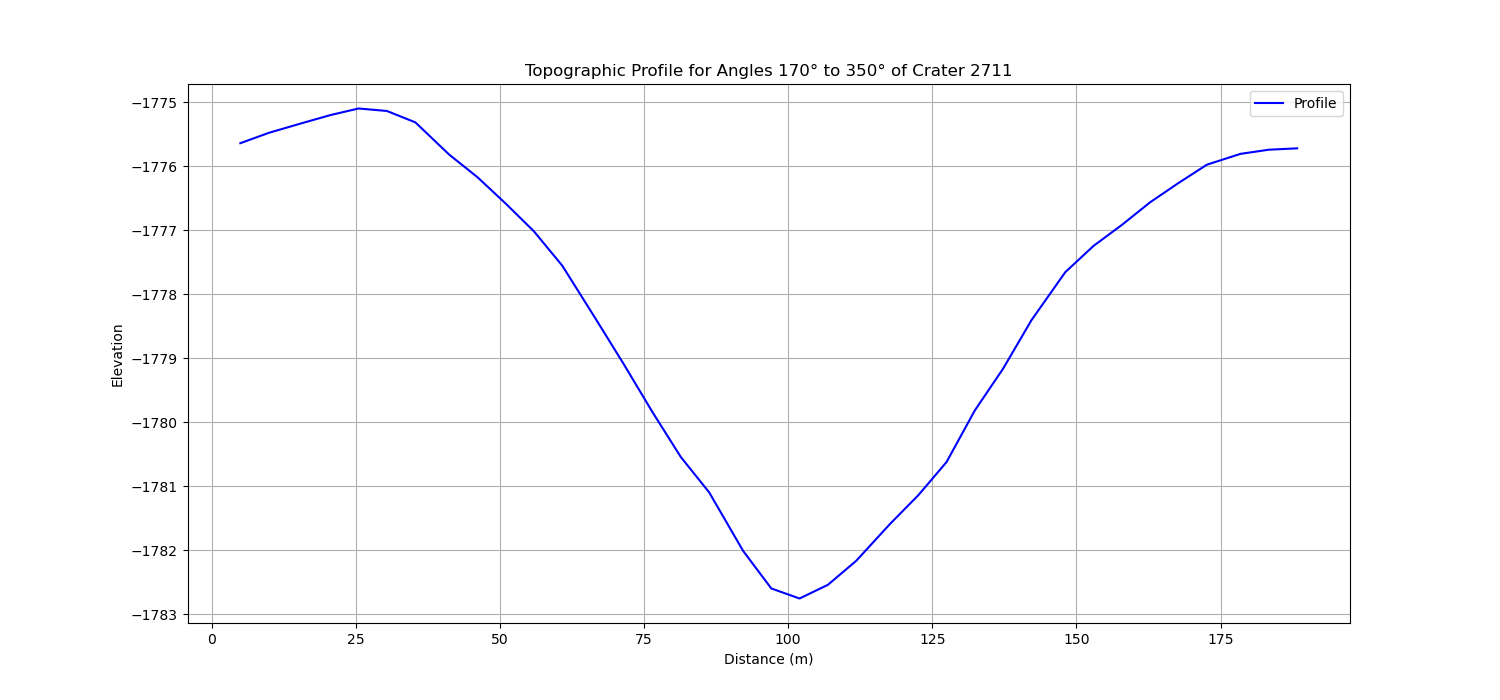 Topographic Profile for Angles 170° to 350° of Crater 2711
Profile
−1775
−1776
−1777
−1778
−1779
−1780
−1781
−1782
−1783
Elevation
0 25 50 75 100 125 150 175
Distance (m)